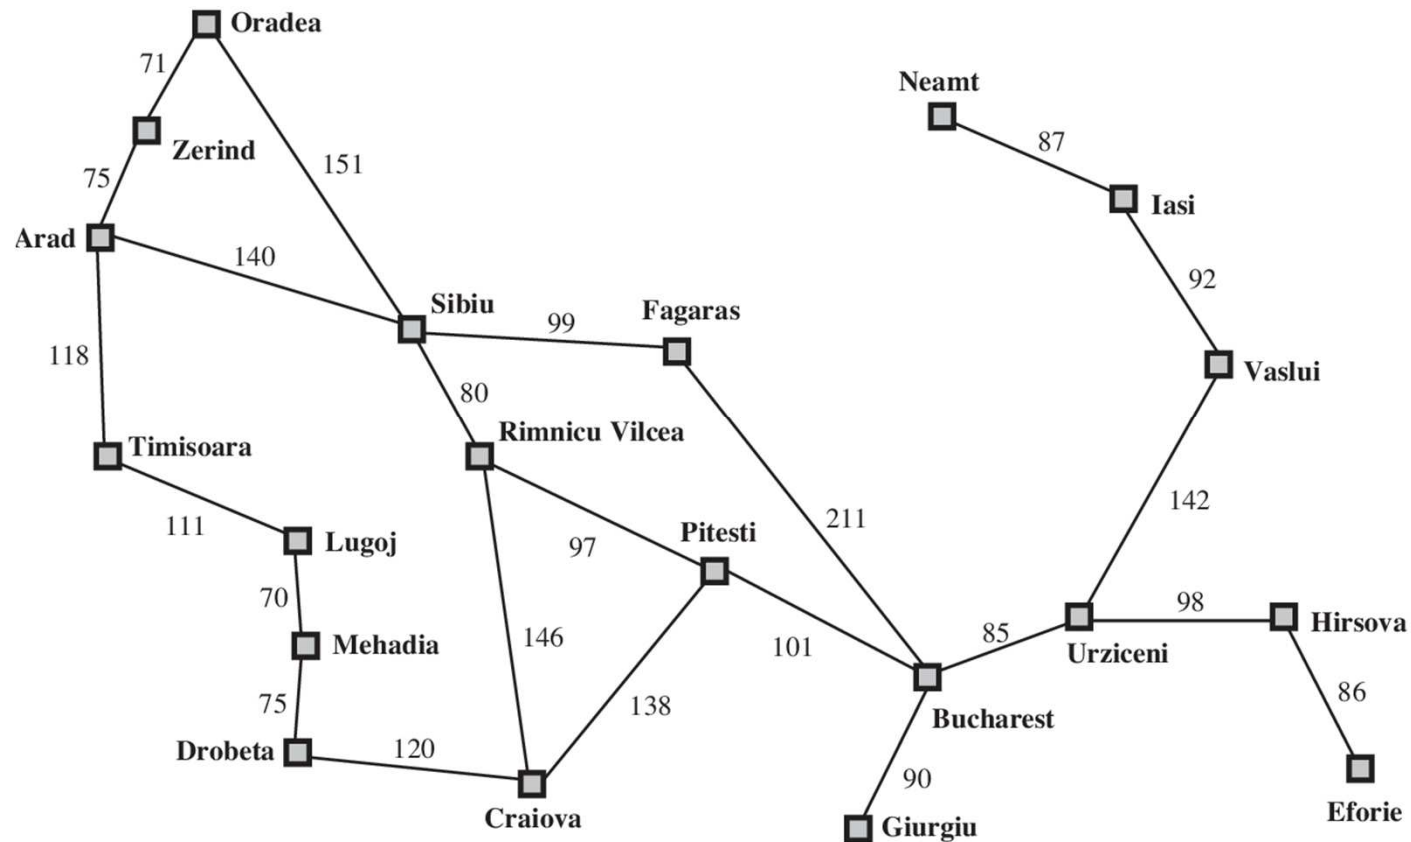 Oradea
71
Neamt
87
Zerind
151
75
Iasi
Arad
140
92
Sibiu
Fagaras
99
118
Vaslui
80
Rimnicu Vilcea
Timisoara
142
211
111
Pitesti
Lugoj
97
70
98
Hirsova
85
146
Mehadia
101
Urziceni
86
75
138
Bucharest
Drobeta
120
90
Eforie
Craiova
Giurgiu